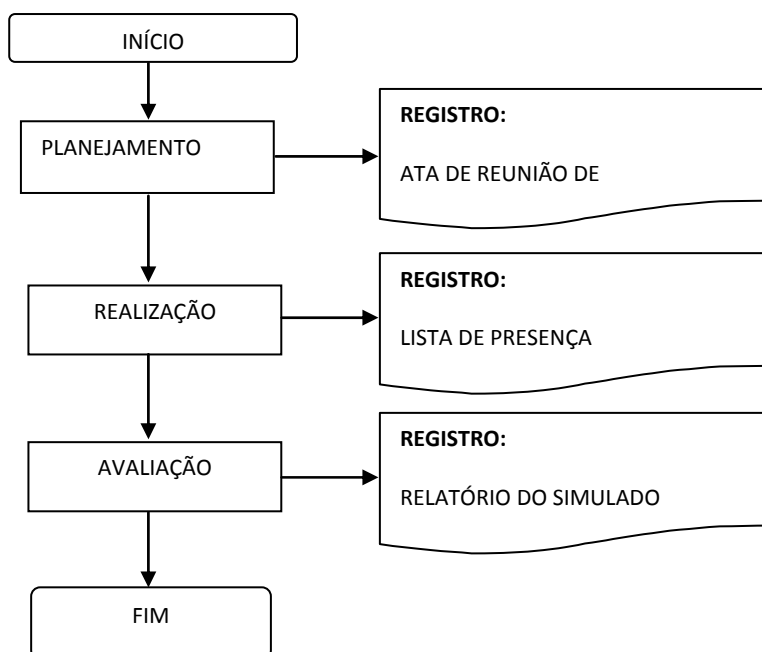 INÍCIO
PLANEJAMENTO
REGISTRO:
ATA DE REUNIÃO DE
REALIZAÇÃO
REGISTRO:
LISTA DE PRESENÇA
AVALIAÇÃO
REGISTRO:
RELATÓRIO DO SIMULADO
FIM